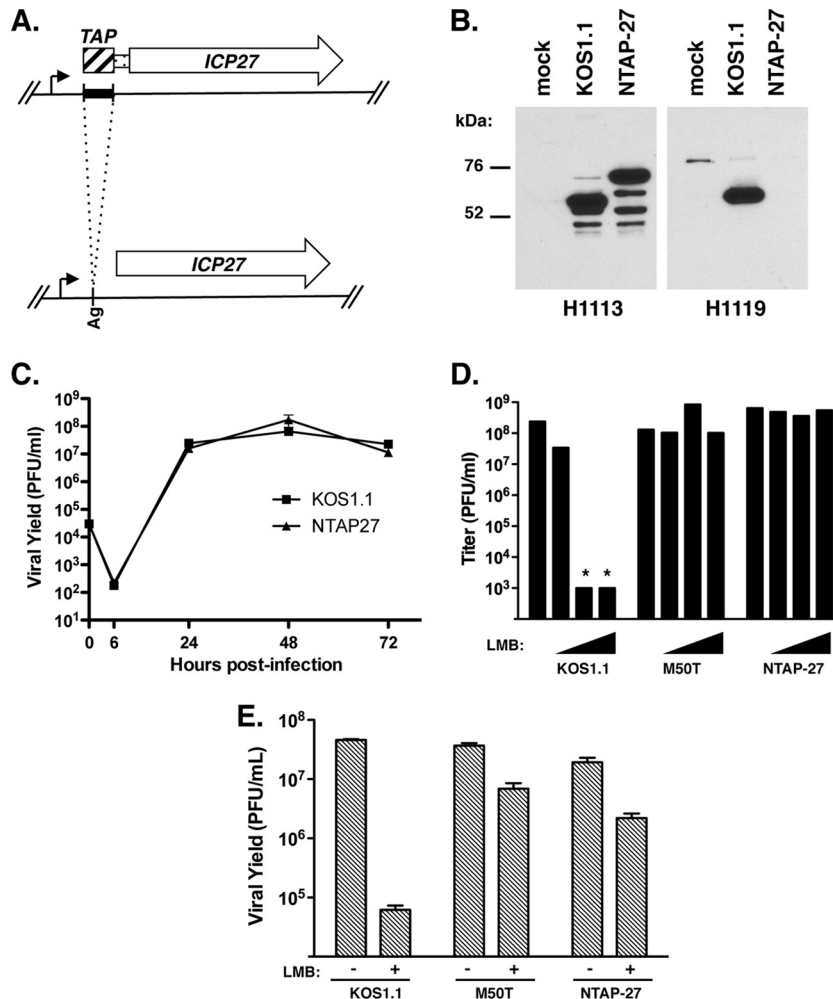 A.
TAP
ICP27
ICP27
Ag
B.
mock
KOS1.1
NTAP-27
mock
KOS1.1
NTAP-27
kDa:
76
52
H1113
H1119
C.
Viral Yield (PFU/ml)
10⁹
10⁸
10⁷
10⁶
10⁵
10⁴
10³
10²
10¹
KOS1.1
NTAP27
0 6 24 48 72
Hours post-infection
D.
Titer (PFU/ml)
10⁹
10⁸
10⁷
10⁶
10⁵
10⁴
10³
* *
LMB:
KOS1.1 M50T NTAP-27
E.
Viral Yield (PFU/mL)
10⁸
10⁷
10⁶
10⁵
LMB: - + - + - +
KOS1.1 M50T NTAP-27